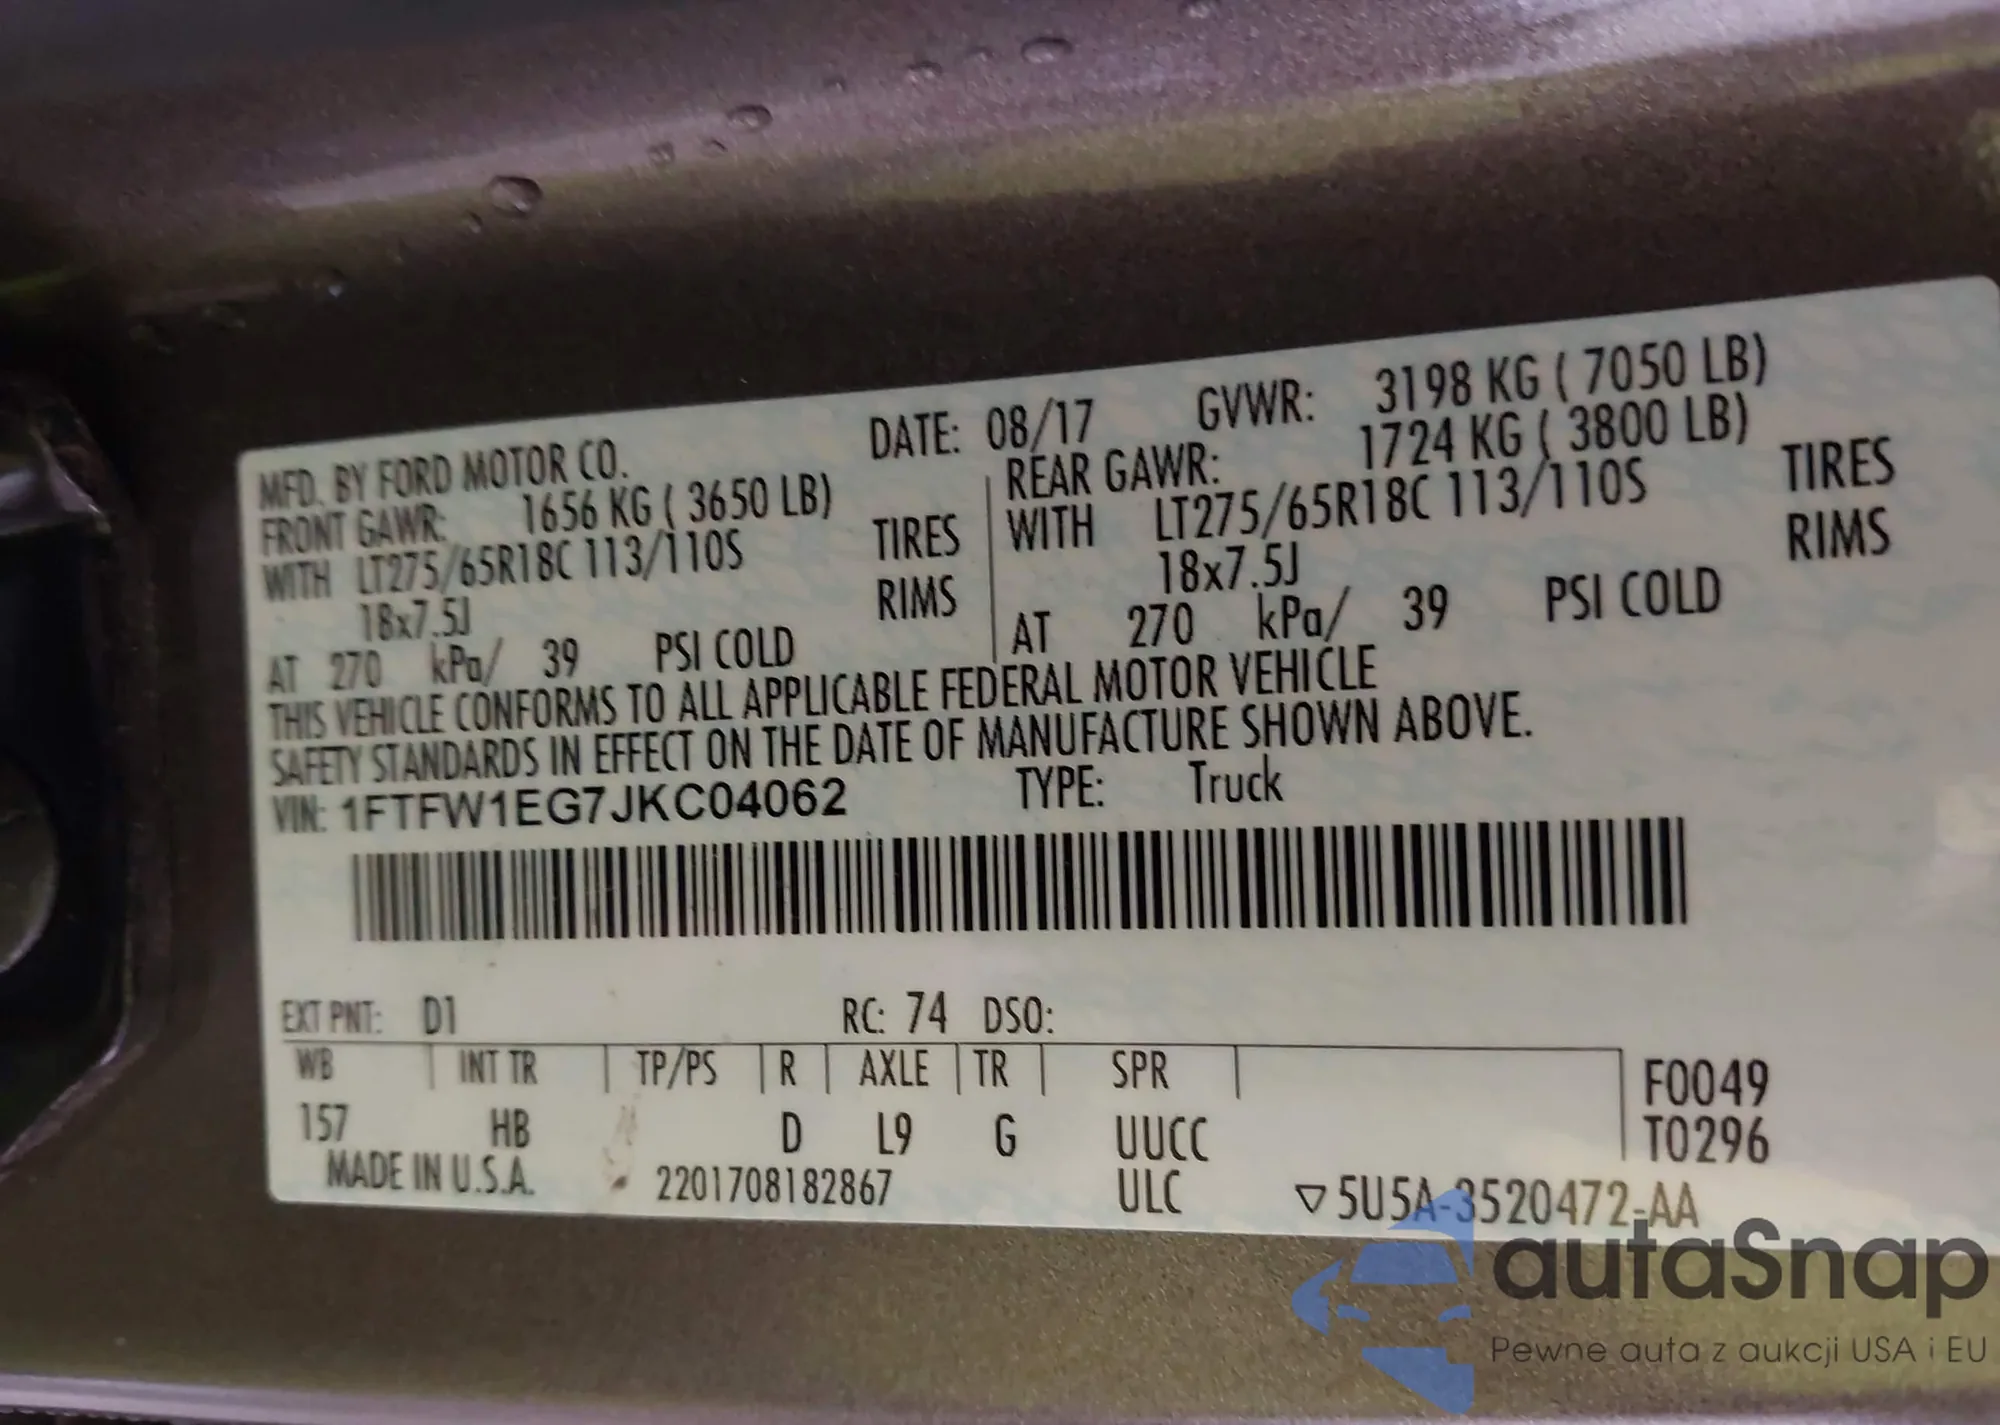 MFD. BY FORD MOTOR CO. DATE: 08/17 GVWR: 3198 KG ( 7050 LB)
FRONT GAWR: 1656 KG ( 3650 LB) REAR GAWR: 1724 KG ( 3800 LB)
WITH LT275/65R18C 113/110S TIRES WITH LT275/65R18C 113/110S TIRES
18x7.5J RIMS 18x7.5J RIMS
AT 270 kPa/ 39 PSI COLD AT 270 kPa/ 39 PSI COLD
THIS VEHICLE CONFORMS TO ALL APPLICABLE FEDERAL MOTOR VEHICLE
SAFETY STANDARDS IN EFFECT ON THE DATE OF MANUFACTURE SHOWN ABOVE.
VIN: 1FTFW1EG7JKC04062 TYPE: Truck
EXT PNT: D1 RC: 74 DSO:
WB INT TR TP/PS R AXLE TR SPR F0049
157 HB D L9 G UUCC T0296
MADE IN U.S.A. 2201708182867 ULC ▽5U5A-3520472-AA
autaSnap
Pewne auta z aukcji USA i EU